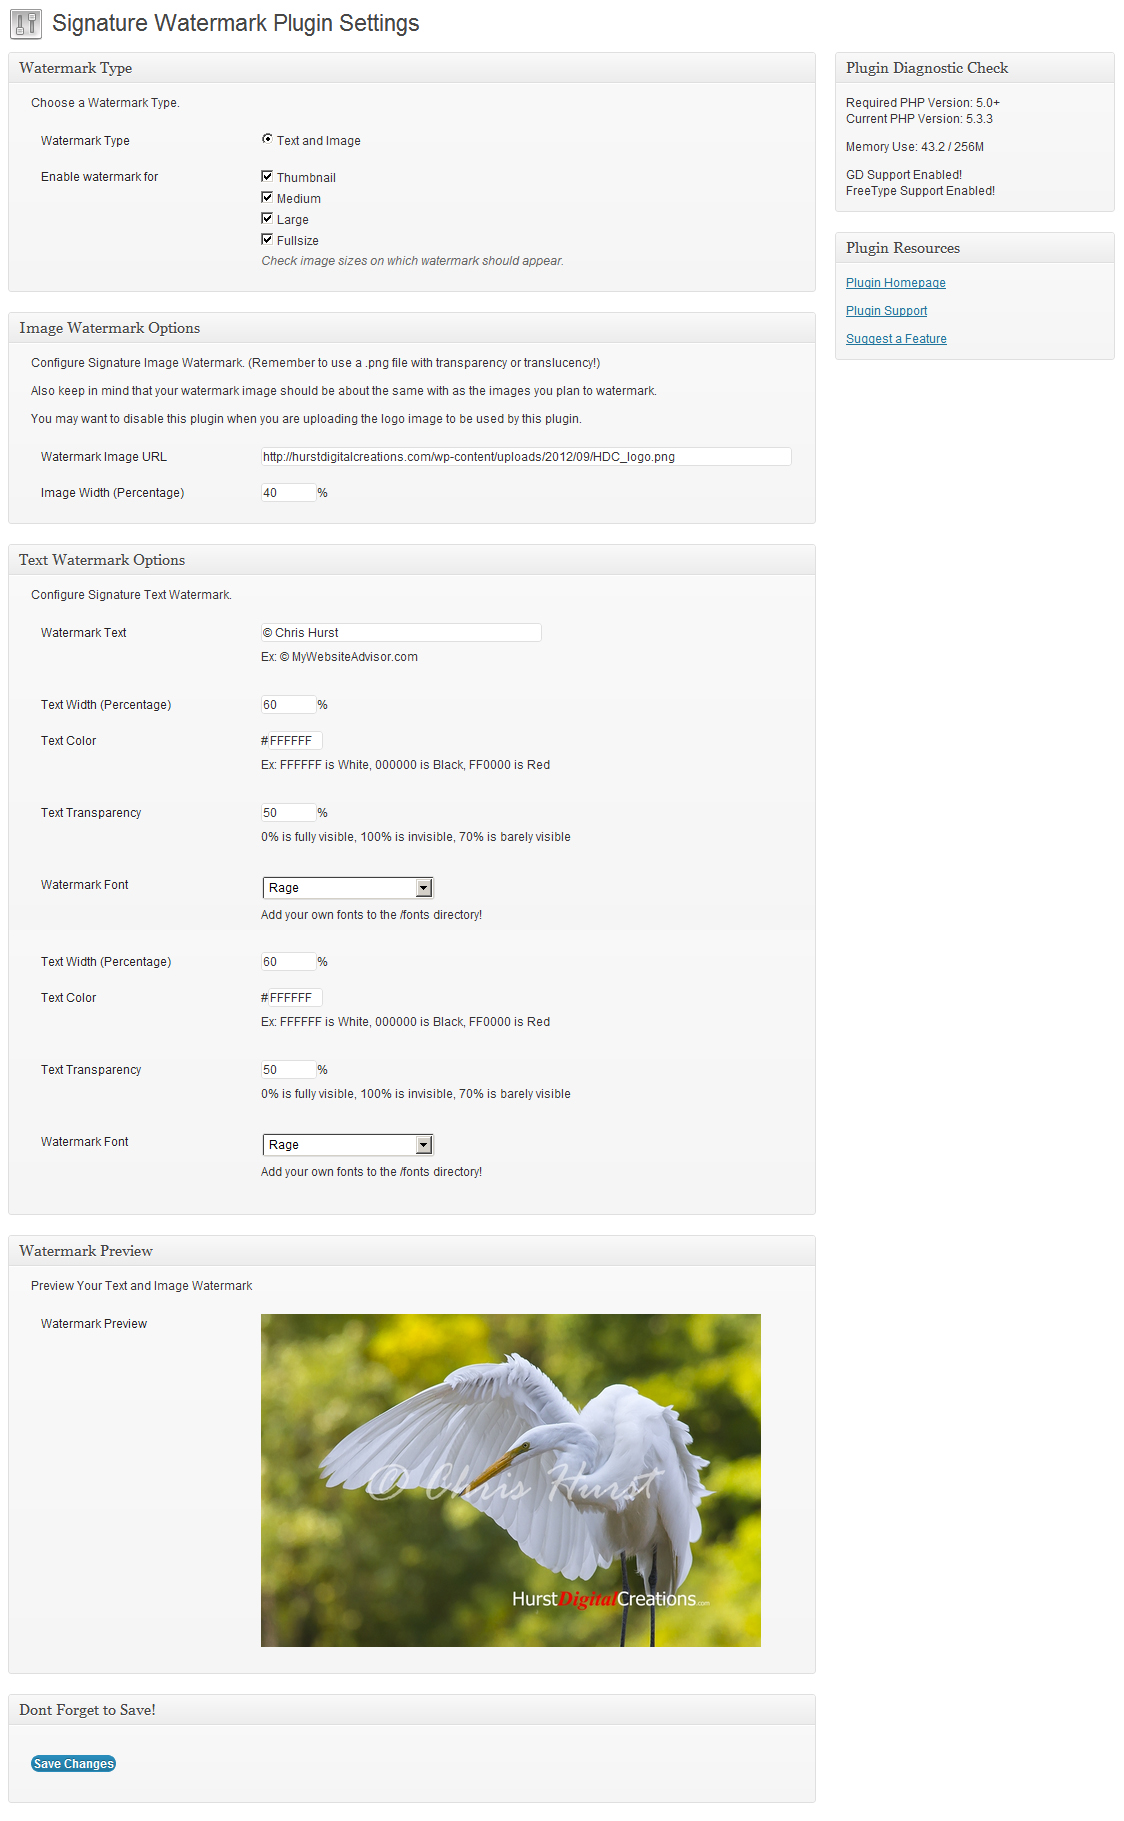 Signature Watermark Plugin Settings
Watermark Type
Choose a Watermark Type.
Watermark Type
Text and Image
Enable watermark for
Thumbnail
Medium
Large
Fullsize
Check image sizes on which watermark should appear.
Image Watermark Options
Configure Signature Image Watermark. (Remember to use a .png file with transparency or translucency!)
Also keep in mind that your watermark image should be about the same with as the images you plan to watermark.
You may want to disable this plugin when you are uploading the logo image to be used by this plugin.
Watermark Image URL
http://hurstdigitalcreations.com/wp-content/uploads/2012/09/HDC_logo.png
Image Width (Percentage)
40 %
Text Watermark Options
Configure Signature Text Watermark.
Watermark Text
© Chris Hurst
Ex: © MyWebsiteAdvisor.com
Text Width (Percentage)
60 %
Text Color
#FFFFFF
Ex: FFFFFF is White, 000000 is Black, FF0000 is Red
Text Transparency
50 %
0% is fully visible, 100% is invisible, 70% is barely visible
Watermark Font
Rage
Add your own fonts to the /fonts directory!
Text Width (Percentage)
60 %
Text Color
#FFFFFF
Ex: FFFFFF is White, 000000 is Black, FF0000 is Red
Text Transparency
50 %
0% is fully visible, 100% is invisible, 70% is barely visible
Watermark Font
Rage
Add your own fonts to the /fonts directory!
Watermark Preview
Preview Your Text and Image Watermark
Watermark Preview
© Chris Hurst
HurstDigitalCreations.com
Dont Forget to Save!
Save Changes
Plugin Diagnostic Check
Required PHP Version: 5.0+
Current PHP Version: 5.3.3
Memory Use: 43.2 / 256M
GD Support Enabled!
FreeType Support Enabled!
Plugin Resources
Plugin Homepage
Plugin Support
Suggest a Feature